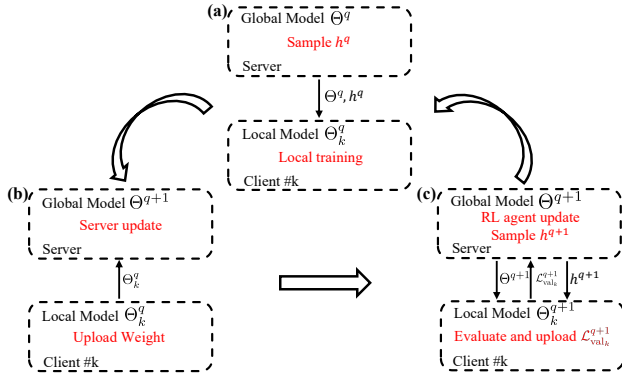 (a)
Global Model Θ^q
Sample h^q
Server
Θ^q, h^q
Local Model Θ_k^q
Local training
Client #k
(b)
Global Model Θ^{q+1}
Server update
Server
Θ_k^q
Local Model Θ_k^q
Upload Weight
Client #k
(c)
Global Model Θ^{q+1}
RL agent update
Sample h^{q+1}
Server
Θ^{q+1} ℒ_{val_k}^{q+1} h^{q+1}
Local Model Θ_k^{q+1}
Evaluate and upload ℒ_{val_k}^{q+1}
Client #k